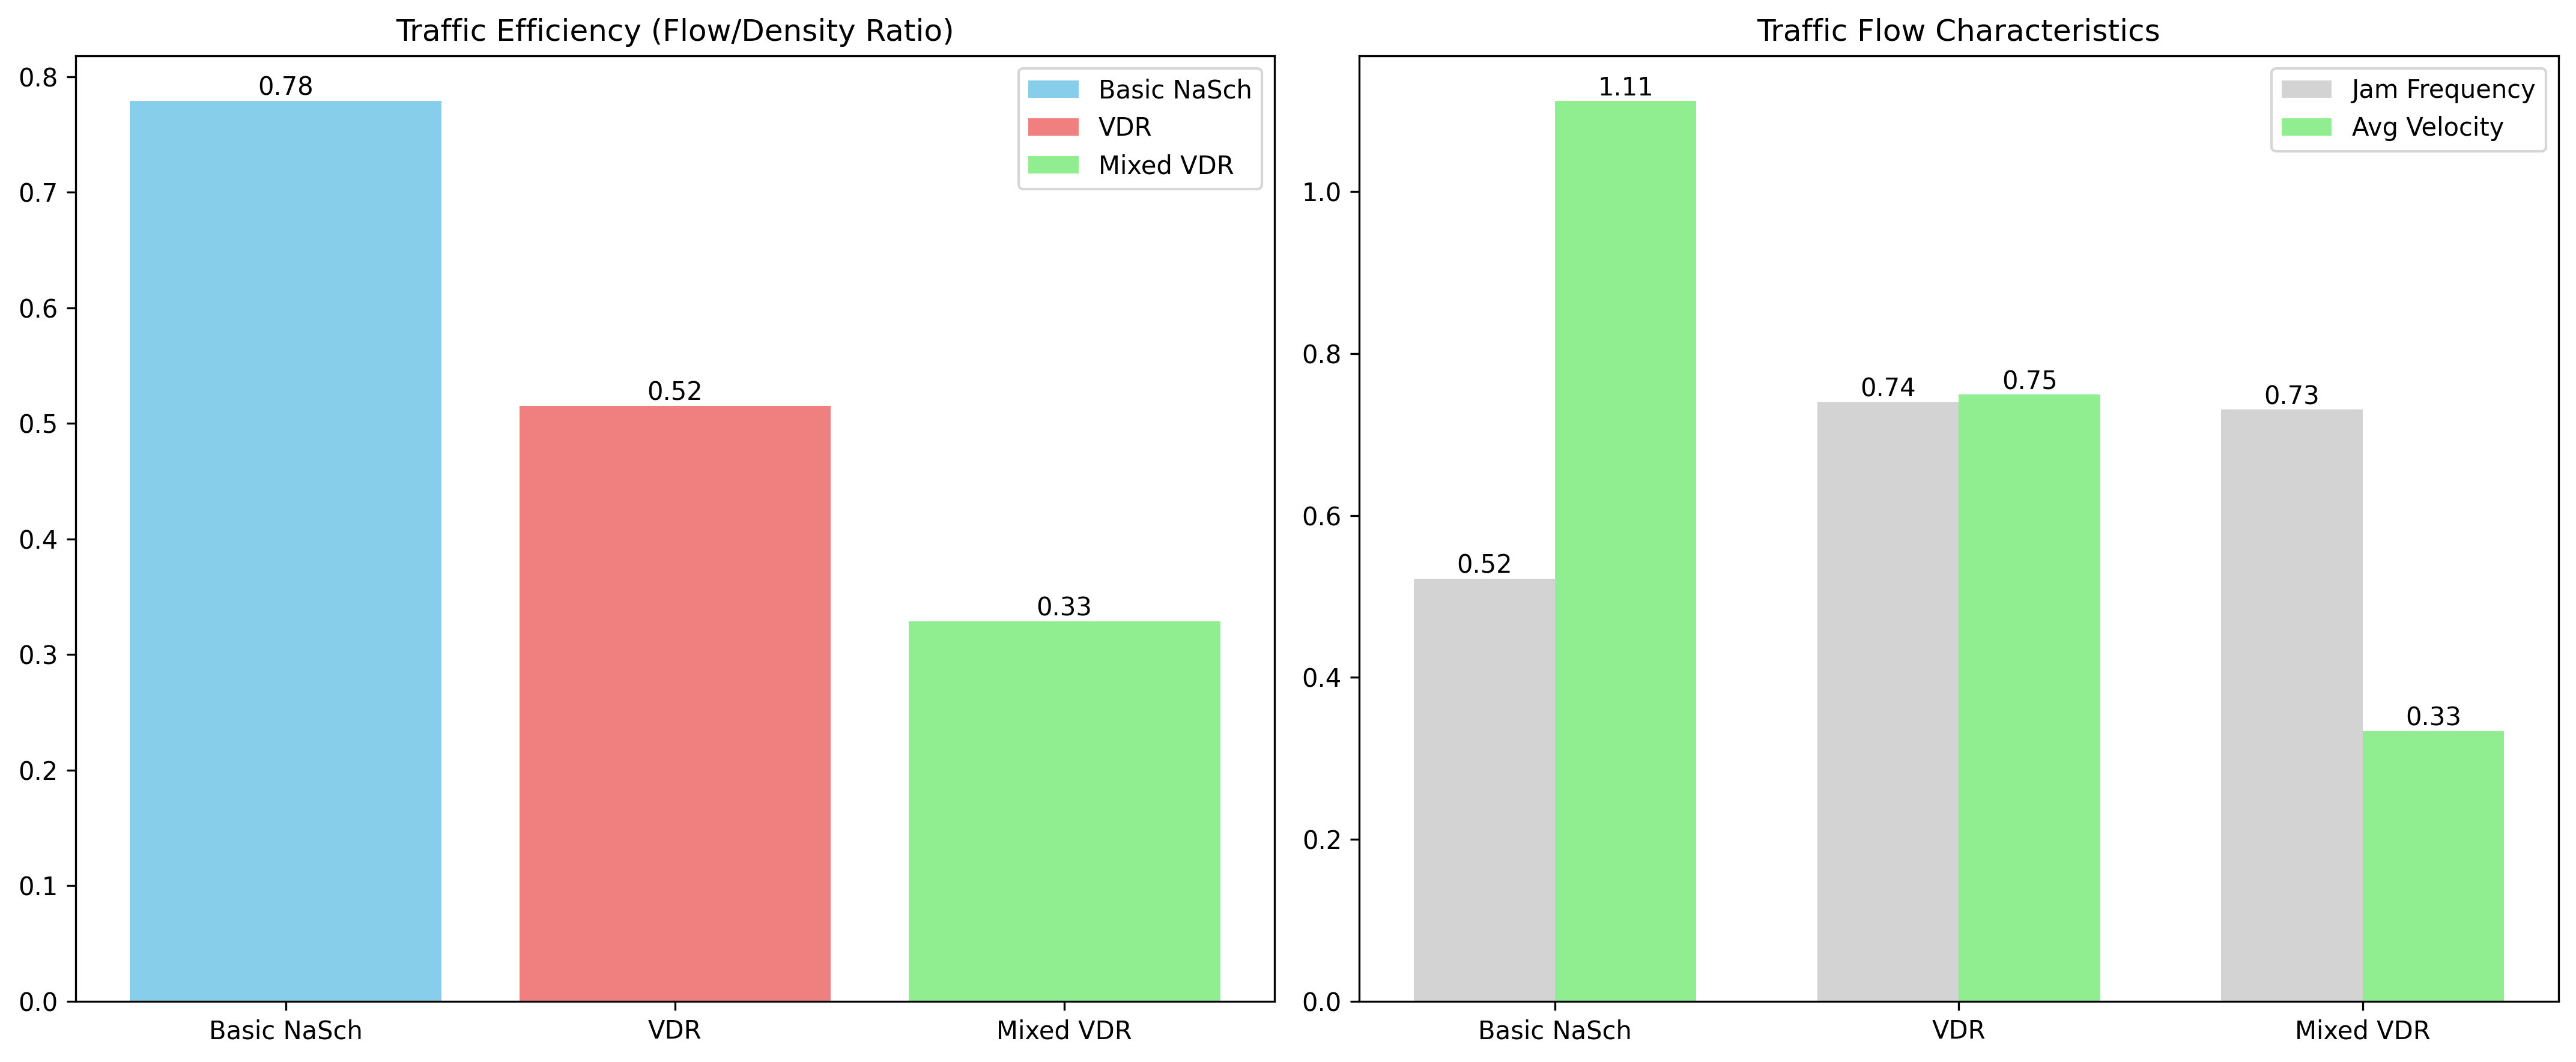 Traffic Efficiency (Flow/Density Ratio)
0.8
0.7
0.6
0.5
0.4
0.3
0.2
0.1
0.0
0.78
0.52
0.33
Basic NaSch
VDR
Mixed VDR
Basic NaSch
VDR
Mixed VDR
Traffic Flow Characteristics
1.0
0.8
0.6
0.4
0.2
0.0
0.52
1.11
0.74
0.75
0.73
0.33
Jam Frequency
Avg Velocity
Basic NaSch
VDR
Mixed VDR